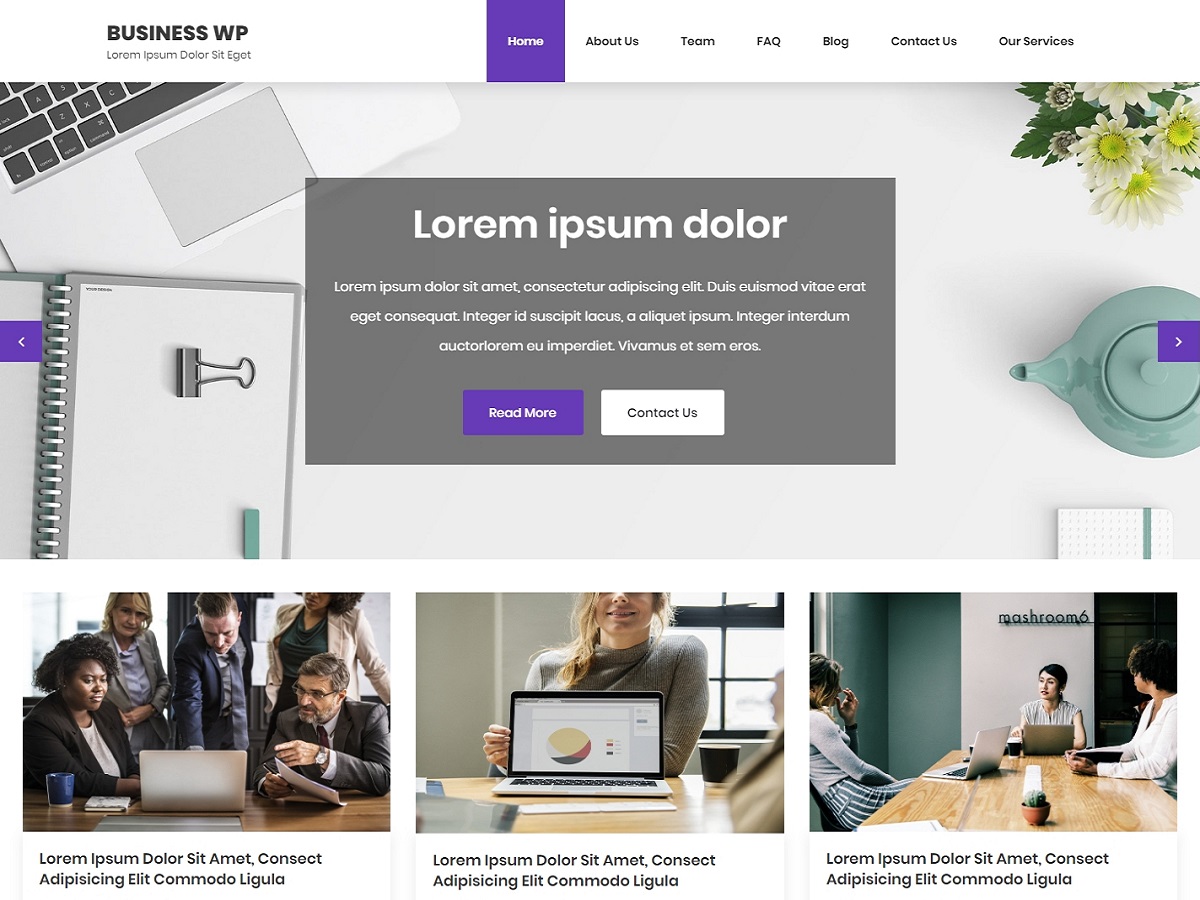 BUSINESS WP
Lorem Ipsum Dolor Sit Eget
Home About Us Team FAQ Blog Contact Us Our Services
Lorem ipsum dolor
Lorem ipsum dolor sit amet, consectetur adipiscing elit. Duis euismod vitae erat
eget consequat. Integer id suscipit lacus, a aliquet ipsum. Integer interdum
auctorlorem eu imperdiet. Vivamus et sem eros.
Read More Contact Us
YOUR DESIGN
mashroom6
Lorem Ipsum Dolor Sit Amet, Consect
Adipisicing Elit Commodo Ligula
Lorem Ipsum Dolor Sit Amet, Consect
Adipisicing Elit Commodo Ligula
Lorem Ipsum Dolor Sit Amet, Consect
Adipisicing Elit Commodo Ligula